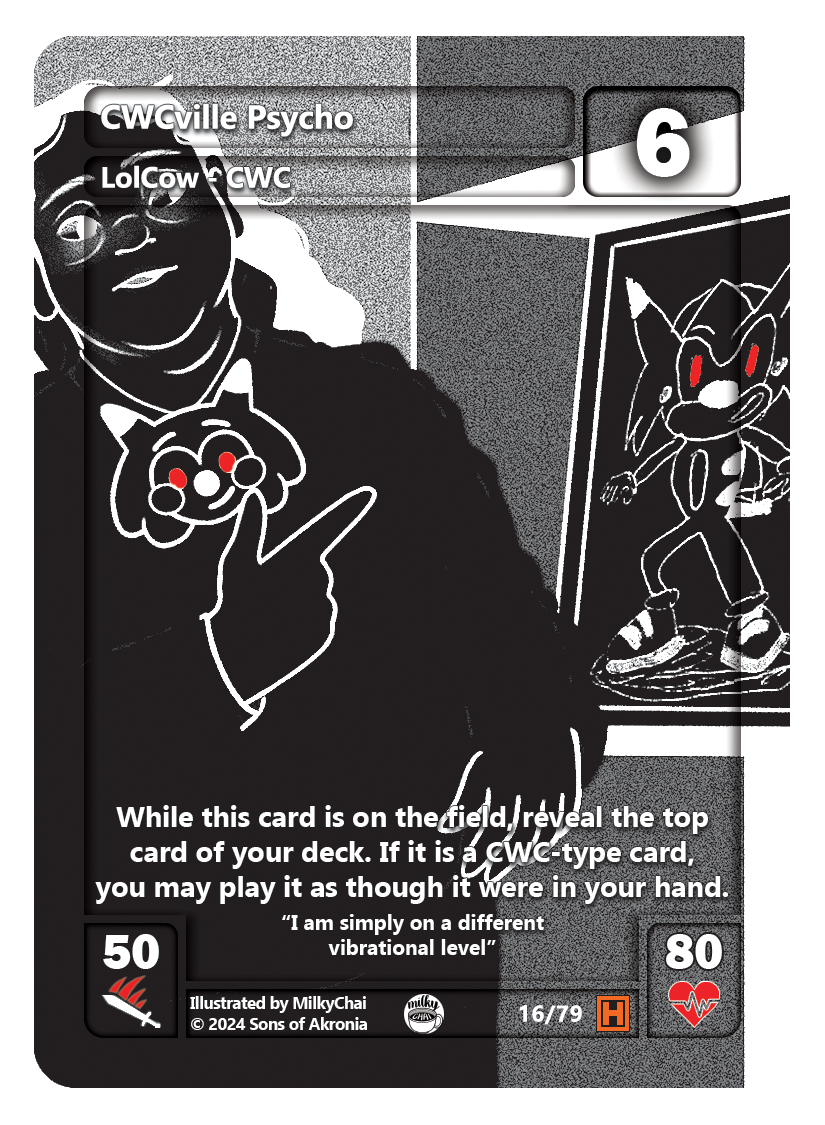 CWCville Psycho
6
LolCow - CWC
While this card is on the field, reveal the top
card of your deck. If it is a CWC-type card,
you may play it as though it were in your hand.
“I am simply on a different
vibrational level”
50
80
Illustrated by MilkyChai
© 2024 Sons of Akronia
milky
CHAI
16/79
H